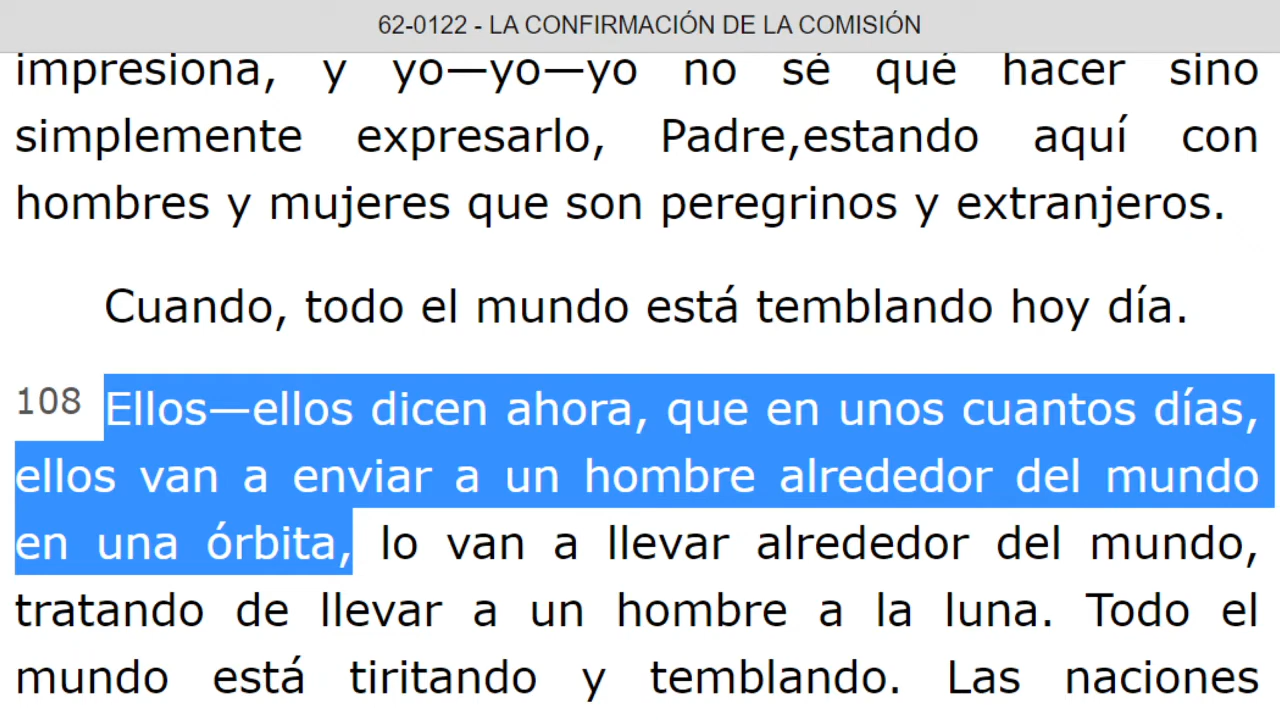 62-0122 - LA CONFIRMACIÓN DE LA COMISIÓN
impresiona, y yo—yo—yo no sé qué hacer sino
simplemente expresarlo, Padre,estando aquí con
hombres y mujeres que son peregrinos y extranjeros.
Cuando, todo el mundo está temblando hoy día.
108 Ellos—ellos dicen ahora, que en unos cuantos días,
ellos van a enviar a un hombre alrededor del mundo
en una órbita, lo van a llevar alrededor del mundo,
tratando de llevar a un hombre a la luna. Todo el
mundo está tiritando y temblando. Las naciones